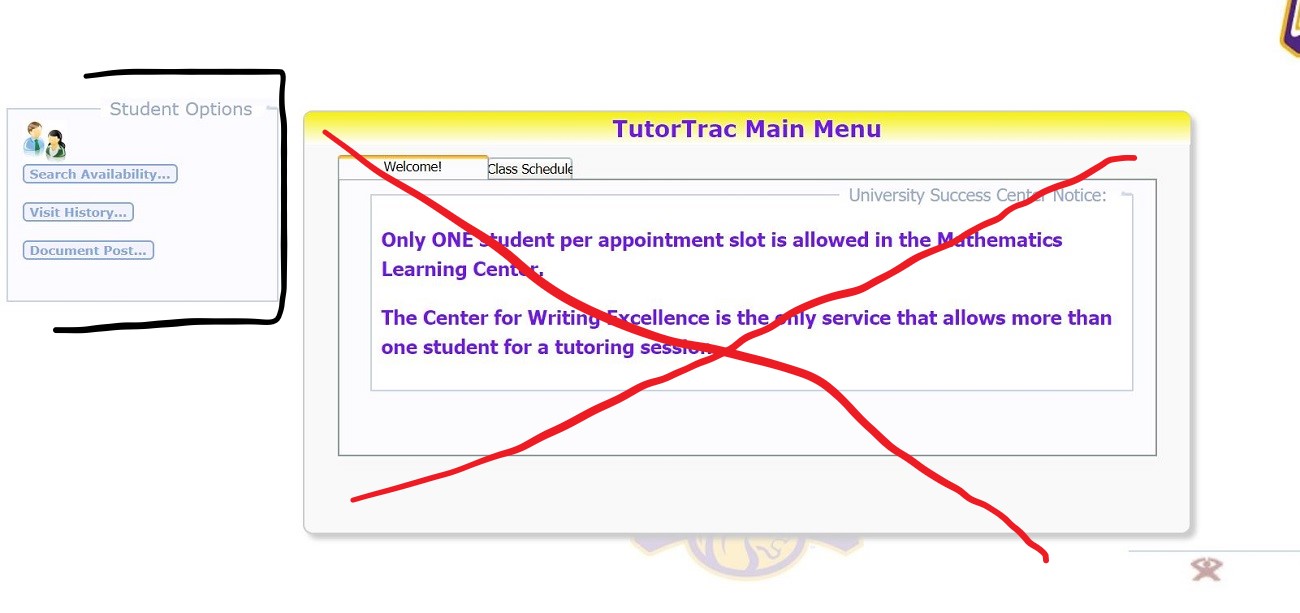 Student Options
Search Availability...
Visit History...
Document Post...
TutorTrac Main Menu
Welcome!
Class Schedule
University Success Center Notice:
Only ONE student per appointment slot is allowed in the Mathematics
Learning Center.
The Center for Writing Excellence is the only service that allows more than
one student for a tutoring session.